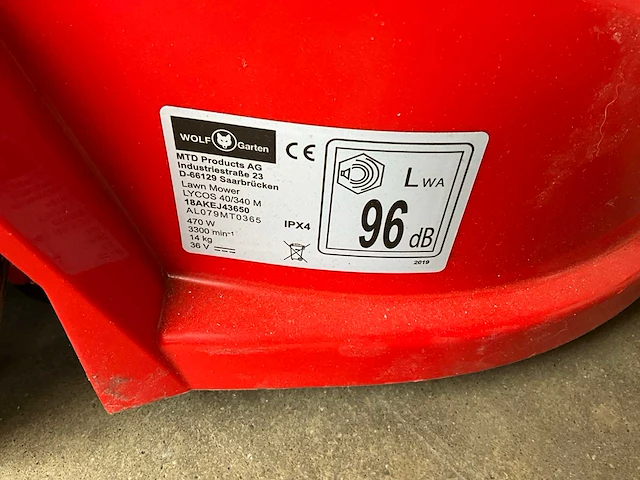 WOLF Garten
MTD Products AG
Industriestraße 23
D-66129 Saarbrücken
Lawn Mower
LYCOS 40/340 M
18AKEJ43650
AL079MT0365
470 W
3300 min-¹
14 kg
36 V
CE
IPX4
LWA
96 dB
2019